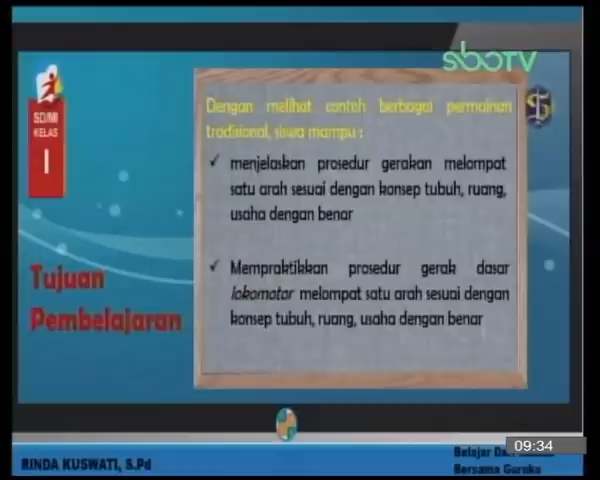 sboTV
SD/MI
KELAS
I
Dengan melihat contoh berbagai permainan
tradisional, siswa mampu :
✓ menjelaskan prosedur gerakan melompat
satu arah sesuai dengan konsep tubuh, ruang,
usaha dengan benar
✓ Mempraktikkan prosedur gerak dasar
lokomotor melompat satu arah sesuai dengan
konsep tubuh, ruang, usaha dengan benar
Tujuan
Pembelajaran
RINDA KUSWATI, S.Pd
09:34
Belajar
Bersama Guruku